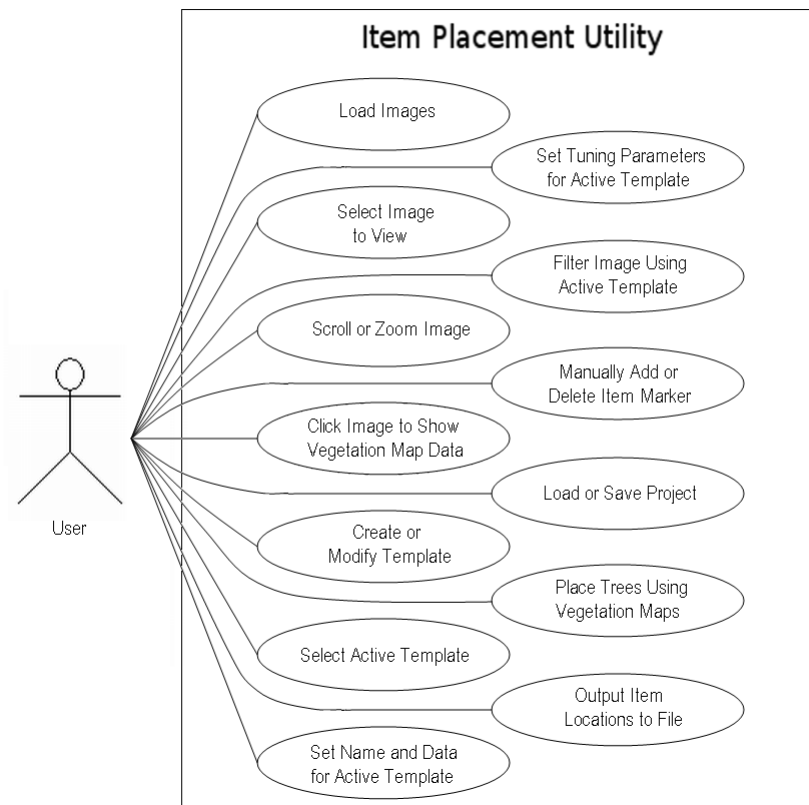 Item Placement Utility
Load Images
Set Tuning Parameters
for Active Template
Select Image
to View
Filter Image Using
Active Template
Scroll or Zoom Image
Manually Add or
Delete Item Marker
Click Image to Show
Vegetation Map Data
Load or Save Project
User
Create or
Modify Template
Place Trees Using
Vegetation Maps
Select Active Template
Output Item
Locations to File
Set Name and Data
for Active Template